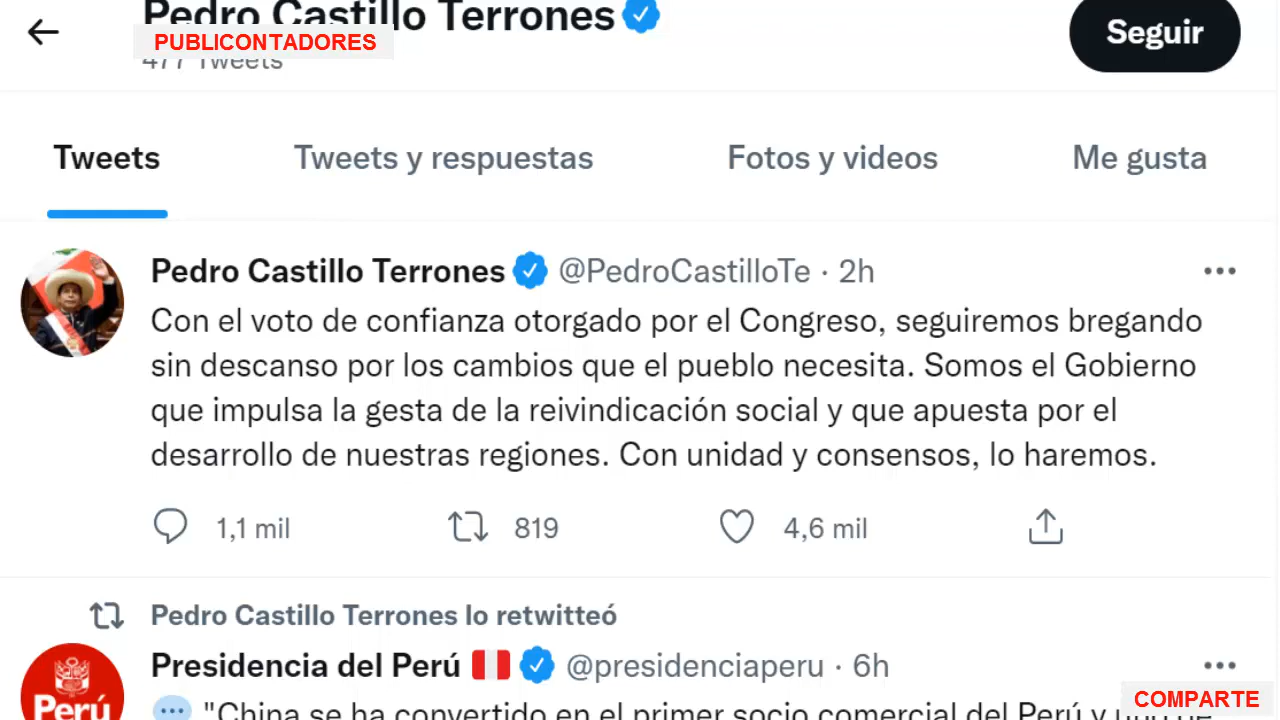 Pedro Castillo Terrones
PUBLICONTADORES
477 Tweets
Seguir
Tweets
Tweets y respuestas
Fotos y videos
Me gusta
Pedro Castillo Terrones @PedroCastilloTe · 2h
Con el voto de confianza otorgado por el Congreso, seguiremos bregando
sin descanso por los cambios que el pueblo necesita. Somos el Gobierno
que impulsa la gesta de la reivindicación social y que apuesta por el
desarrollo de nuestras regiones. Con unidad y consensos, lo haremos.
1,1 mil
819
4,6 mil
Pedro Castillo Terrones lo retwitteó
Presidencia del Perú @presidenciaperu · 6h
Perú
"China se ha convertido en el primer socio comercial del Perú y uno de
COMPARTE